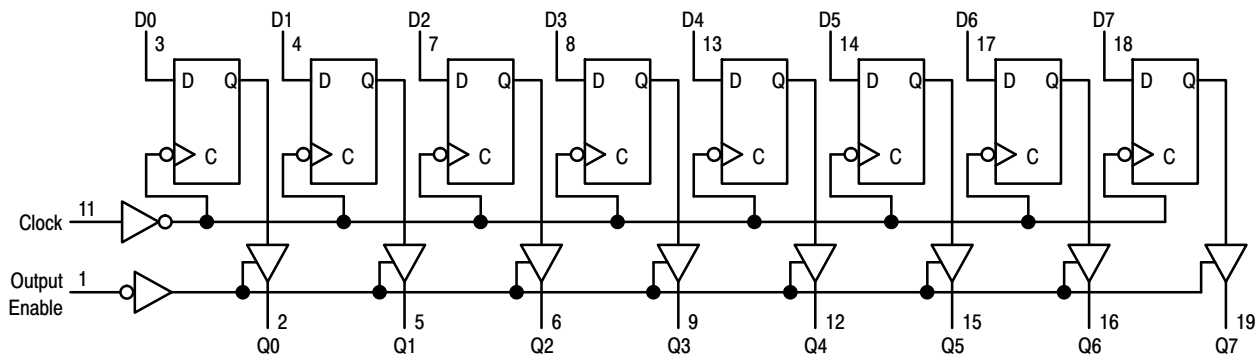 D0 D1 D2 D3 D4 D5 D6 D7
3 4 7 8 13 14 17 18
D Q D Q D Q D Q D Q D Q D Q D Q
C C C C C C C C
Clock 11
Output Enable 1
2 5 6 9 12 15 16 19
Q0 Q1 Q2 Q3 Q4 Q5 Q6 Q7